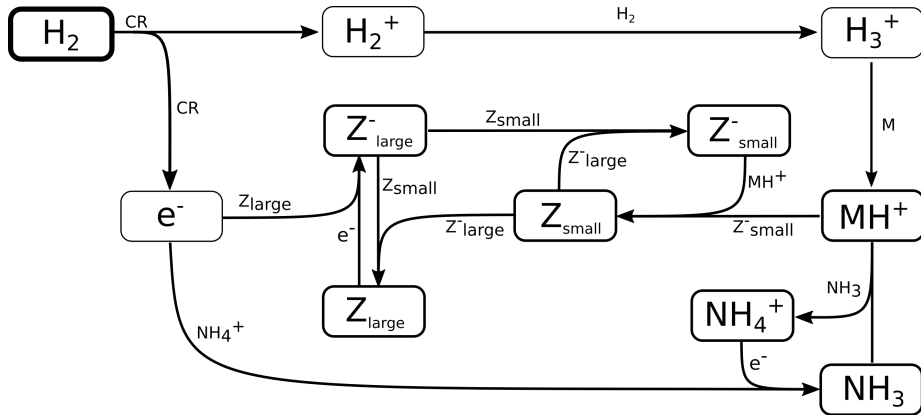 H₂
CR
H₂⁺
H₂
H₃⁺
CR
Z⁻large
Zsmall
Z⁻small
M
Z⁻large
Zsmall
MH⁺
e⁻
Zlarge
e⁻
Z⁻large
Zsmall
Z⁻small
MH⁺
Zlarge
NH₄⁺
NH₃
NH₄⁺
e⁻
NH₃